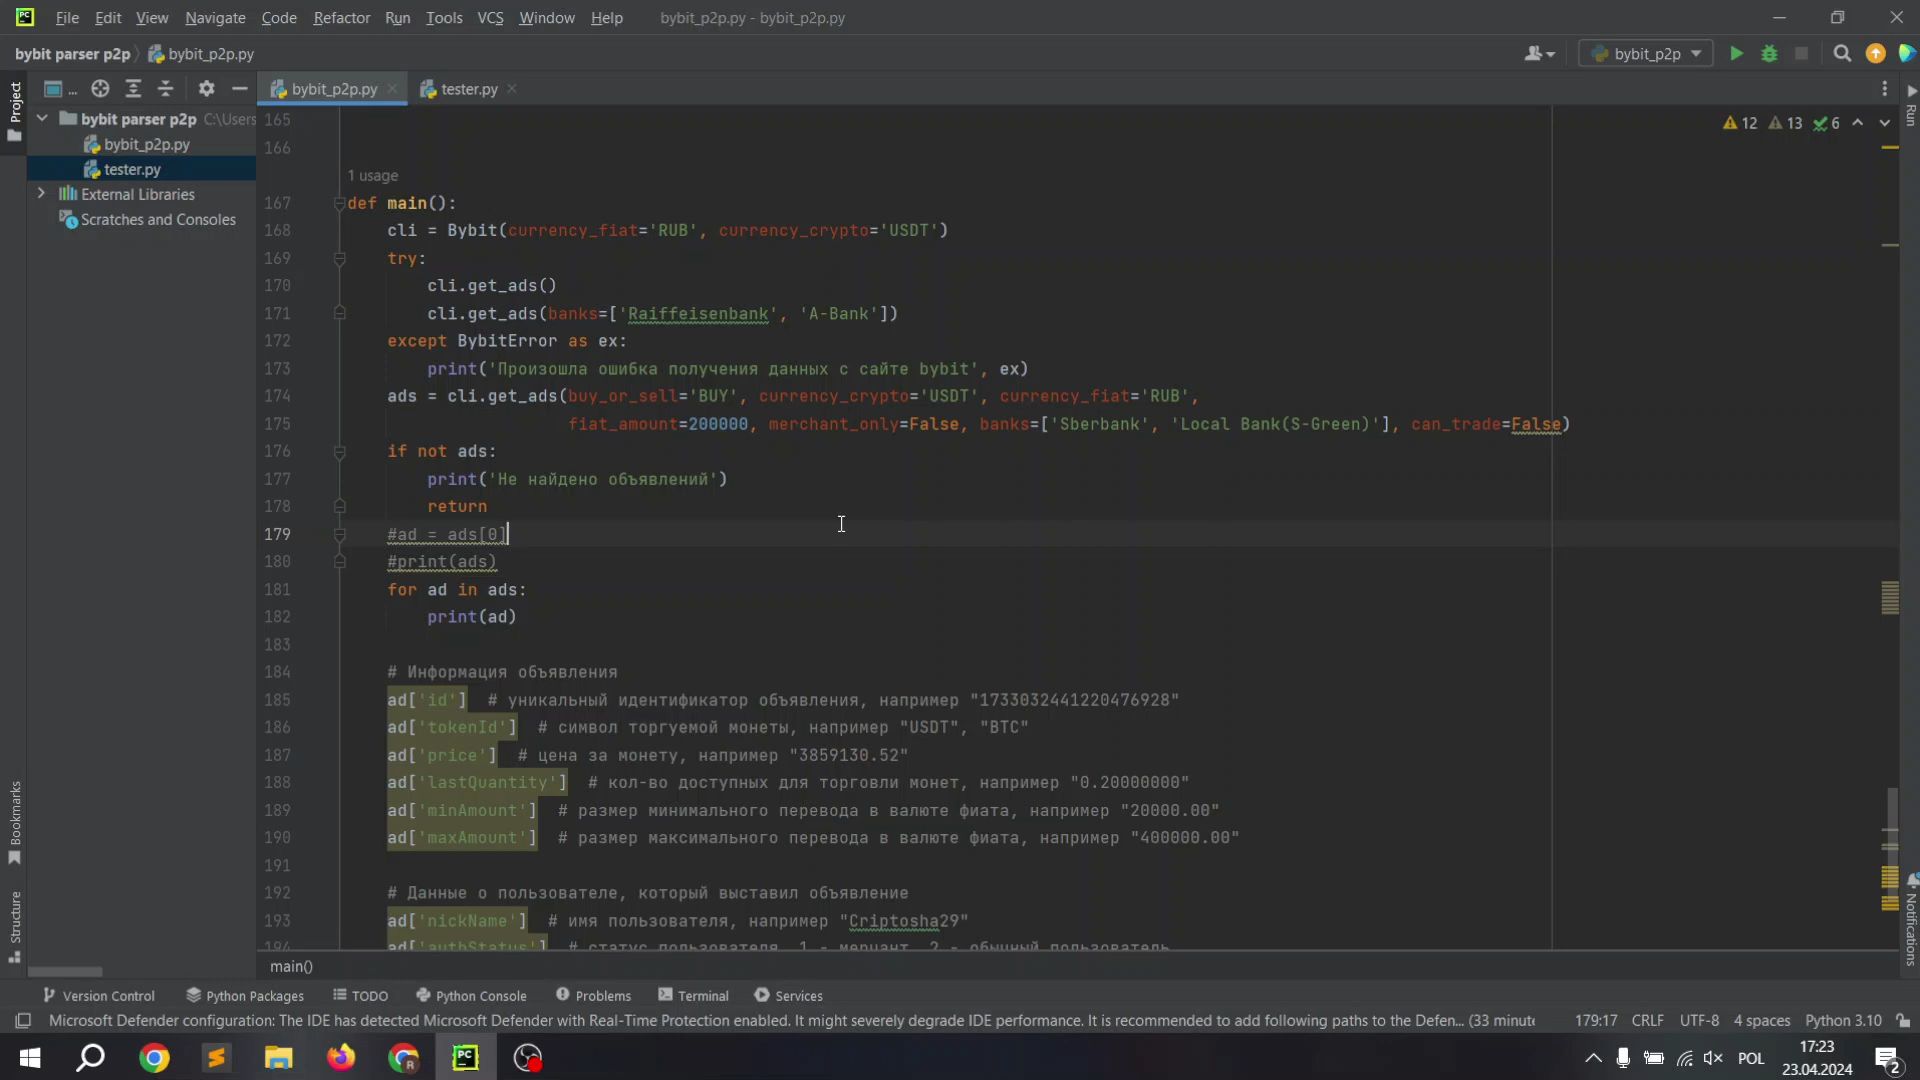 File Edit View Navigate Code Refactor Run Tools VCS Window Help bybit_p2p.py - bybit_p2p.py
bybit parser p2p bybit_p2p.py
bybit_p2p
Project
...
bybit_p2p.py tester.py
Run
bybit parser p2p C:\Users
bybit_p2p.py
tester.py
External Libraries
Scratches and Consoles
12 13 6
165
166
1 usage
167 def main():
168 cli = Bybit(currency_fiat='RUB', currency_crypto='USDT')
169 try:
170 cli.get_ads()
171 cli.get_ads(banks=['Raiffeisenbank', 'A-Bank'])
172 except BybitError as ex:
173 print('Произошла ошибка получения данных с сайте bybit', ex)
174 ads = cli.get_ads(buy_or_sell='BUY', currency_crypto='USDT', currency_fiat='RUB',
175 fiat_amount=200000, merchant_only=False, banks=['Sberbank', 'Local Bank(S-Green)'], can_trade=False)
176 if not ads:
177 print('Не найдено объявлений')
178 return
179 #ad = ads[0]
180 #print(ads)
181 for ad in ads:
182 print(ad)
183
184 # Информация объявления
185 ad['id'] # уникальный идентификатор объявления, например "1733032441220476928"
186 ad['tokenId'] # символ торгуемой монеты, например "USDT", "BTC"
187 ad['price'] # цена за монету, например "3859130.52"
188 ad['lastQuantity'] # кол-во доступных для торговли монет, например "0.20000000"
189 ad['minAmount'] # размер минимального перевода в валюте фиата, например "20000.00"
190 ad['maxAmount'] # размер максимального перевода в валюте фиата, например "400000.00"
191
192 # Данные о пользователе, который выставил объявление
193 ad['nickName'] # имя пользователя, например "Criptosha29"
194 ad['authStatus'] # статус пользователя, 1 - мерчант, 2 - обычный пользователь
Bookmarks
Structure
Notifications
main()
Version Control Python Packages TODO Python Console Problems Terminal Services
Microsoft Defender configuration: The IDE has detected Microsoft Defender with Real-Time Protection enabled. It might severely degrade IDE performance. It is recommended to add following paths to the Defen... (33 minute 179:17 CRLF UTF-8 4 spaces Python 3.10
POL
17:23
23.04.2024
2